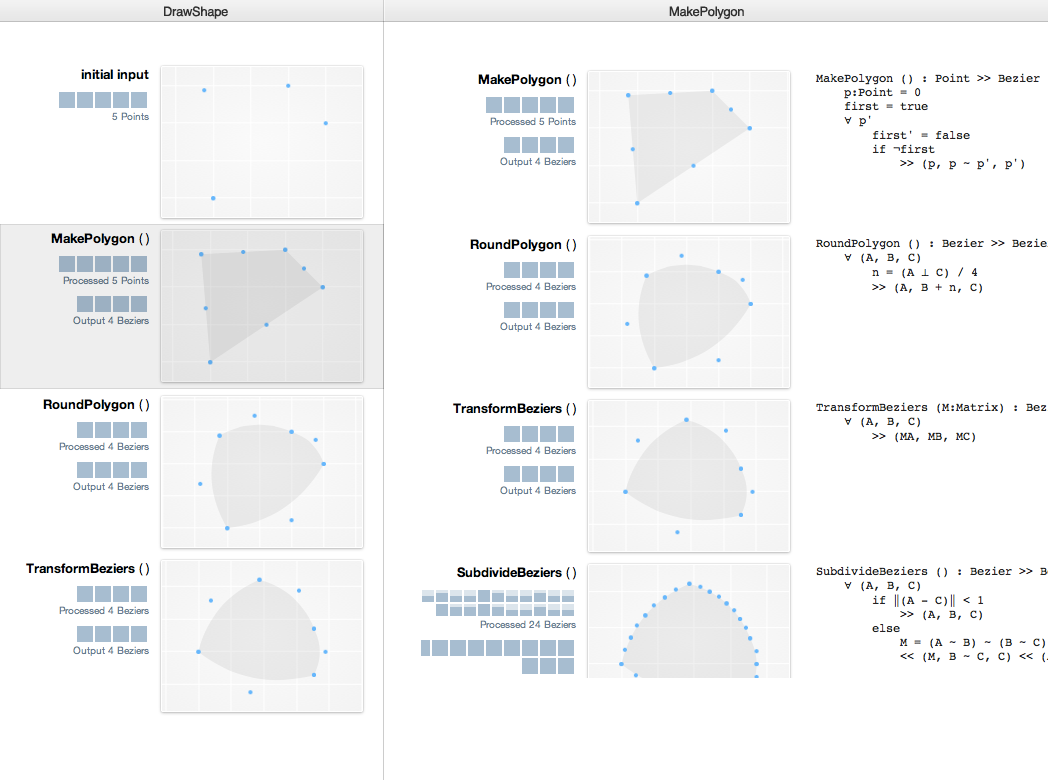 DrawShape
MakePolygon
initial input
5 Points
MakePolygon ()
Processed 5 Points
Output 4 Beziers
RoundPolygon ()
Processed 4 Beziers
Output 4 Beziers
TransformBeziers ()
Processed 4 Beziers
Output 4 Beziers
MakePolygon ()
Processed 5 Points
Output 4 Beziers
MakePolygon () : Point >> Bezier
p:Point = 0
first = true
∀ p'
first' = false
if ¬first
>> (p, p ~ p', p')
RoundPolygon ()
Processed 4 Beziers
Output 4 Beziers
RoundPolygon () : Bezier >> Bezie
∀ (A, B, C)
n = (A ⊥ C) / 4
>> (A, B + n, C)
TransformBeziers ()
Processed 4 Beziers
Output 4 Beziers
TransformBeziers (M:Matrix) : Bez
∀ (A, B, C)
>> (MA, MB, MC)
SubdivideBeziers ()
Processed 24 Beziers
SubdivideBeziers () : Bezier >> B
∀ (A, B, C)
if ‖(A − C)‖ < 1
>> (A, B, C)
else
M = (A ~ B) ~ (B ~ C)
<< (M, B ~ C, C) << (